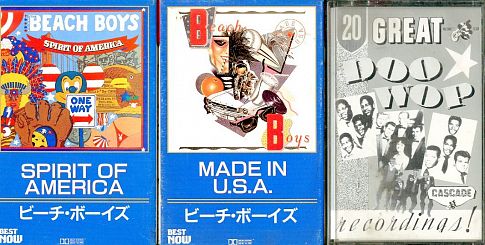 BEACH BOYS
SPIRIT OF AMERICA
ONE WAY
SPIRIT OF
AMERICA
ビーチ・ボーイズ
BEST
NOW
Beach
Boys
MADE IN
U.S.A.
ビーチ・ボーイズ
BEST
NOW
20 GREAT
DOO
WOP
CASCADE
recordings!